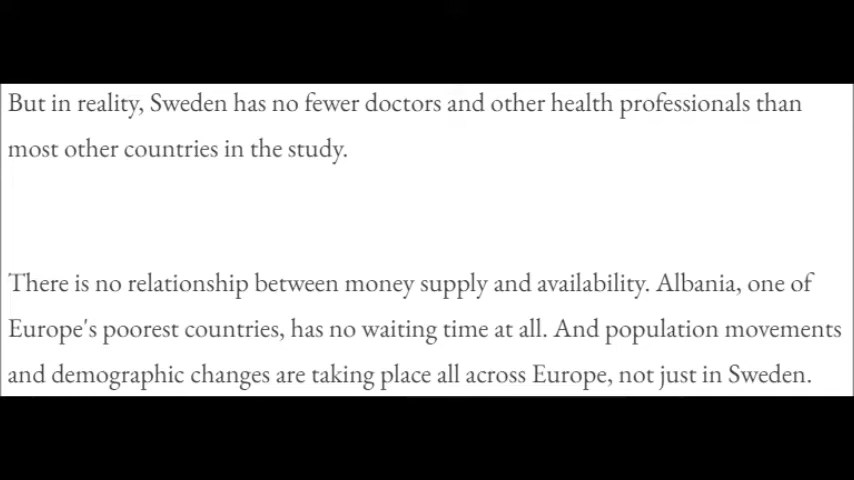 But in reality, Sweden has no fewer doctors and other health professionals than
most other countries in the study.
There is no relationship between money supply and availability. Albania, one of
Europe's poorest countries, has no waiting time at all. And population movements
and demographic changes are taking place all across Europe, not just in Sweden.